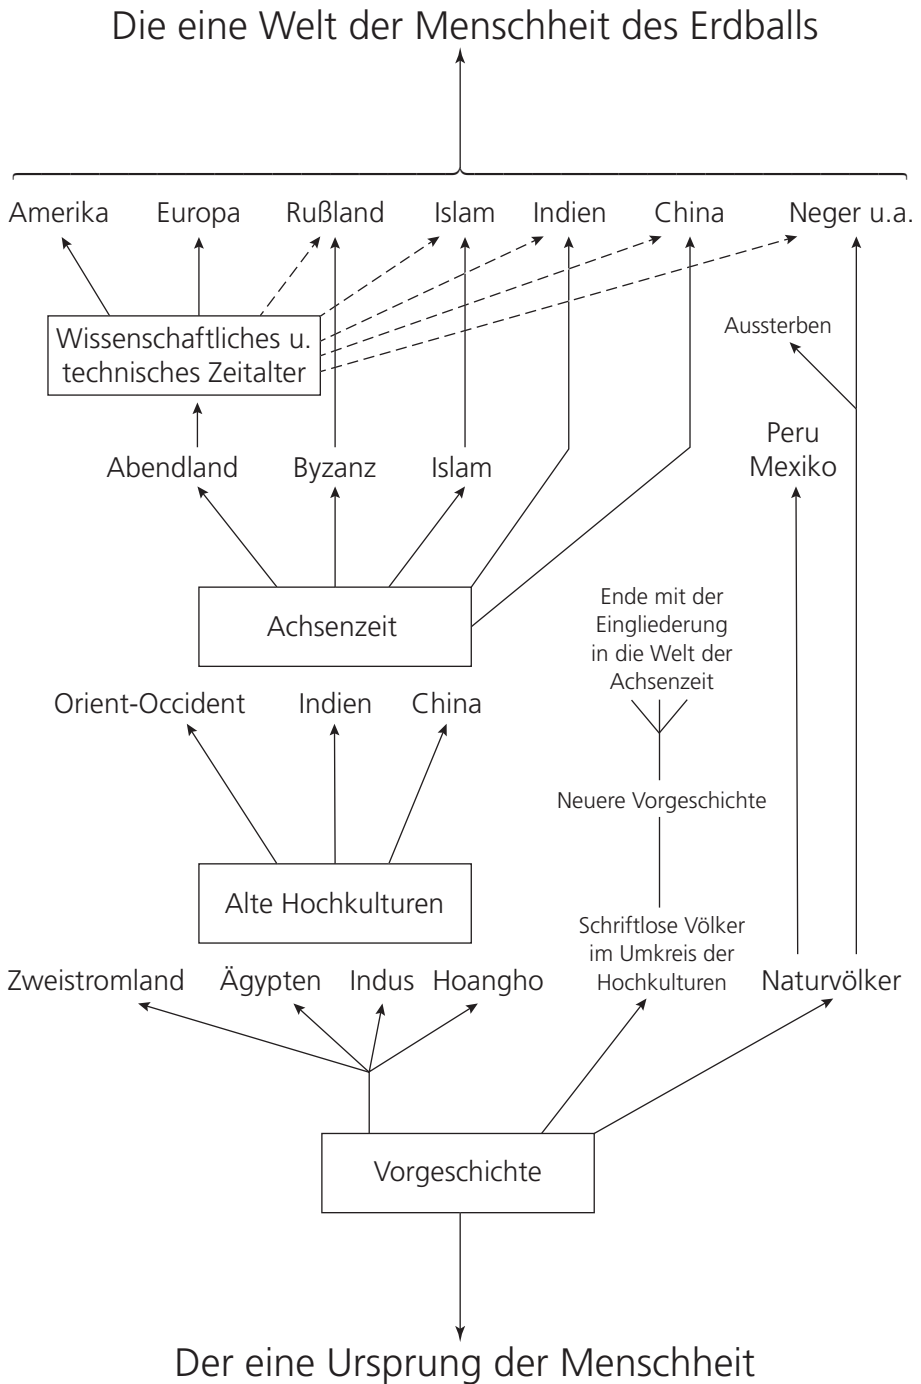 Die eine Welt der Menschheit des Erdballs
Amerika Europa Rußland Islam Indien China Neger u.a.
Aussterben
Wissenschaftliches u.
technisches Zeitalter
Peru
Mexiko
Abendland Byzanz Islam
Ende mit der
Eingliederung
in die Welt der
Achsenzeit
Achsenzeit
Orient-Occident Indien China
Neuere Vorgeschichte
Alte Hochkulturen
Schriftlose Völker
im Umkreis der
Hochkulturen
Zweistromland Ägypten Indus Hoangho
Naturvölker
Vorgeschichte
Der eine Ursprung der Menschheit